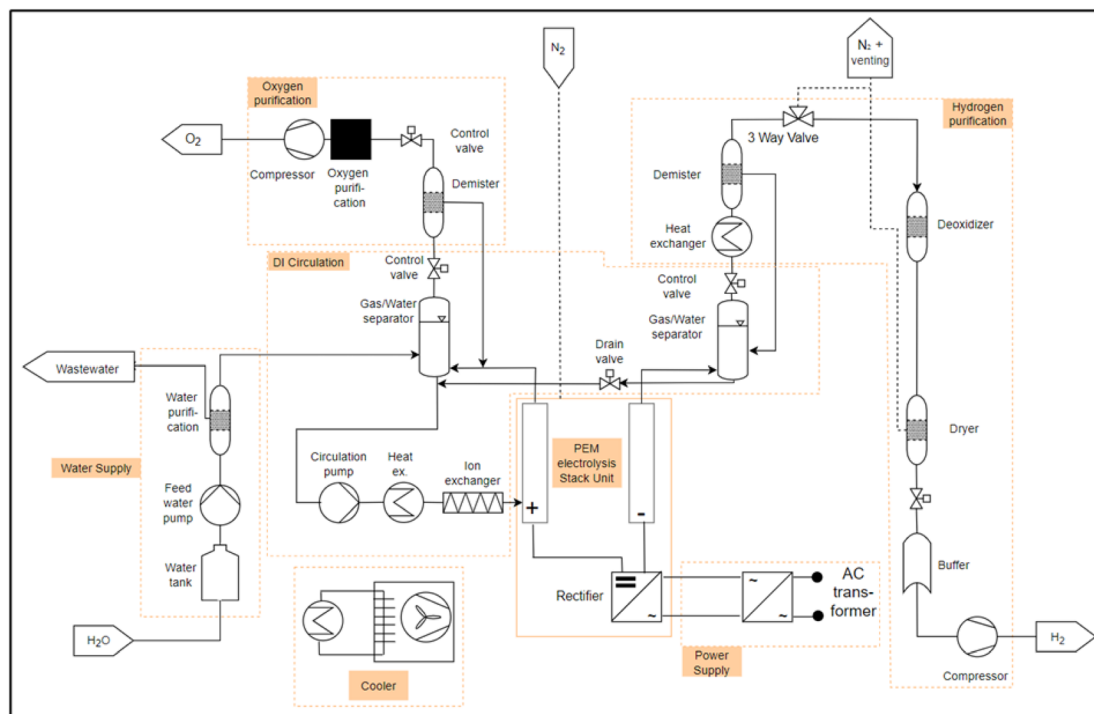 N₂
N₂ +
venting
Oxygen
purification
Hydrogen
purification
O₂
Control
valve
3 Way Valve
Compressor
Oxygen
purifi-
cation
Demister
Demister
Deoxidizer
Heat
exchanger
DI Circulation
Control
valve
Control
valve
Gas/Water
separator
Gas/Water
separator
Drain
valve
Wastewater
Water
purifi-
cation
Dryer
PEM
electrolysis
Stack Unit
Water Supply
Circulation
pump
Heat
ex.
Ion
exchanger
Feed
water
pump
+
-
Water
tank
Buffer
Rectifier
~
~
~
AC
trans-
former
H₂O
H₂
Cooler
Power
Supply
Compressor